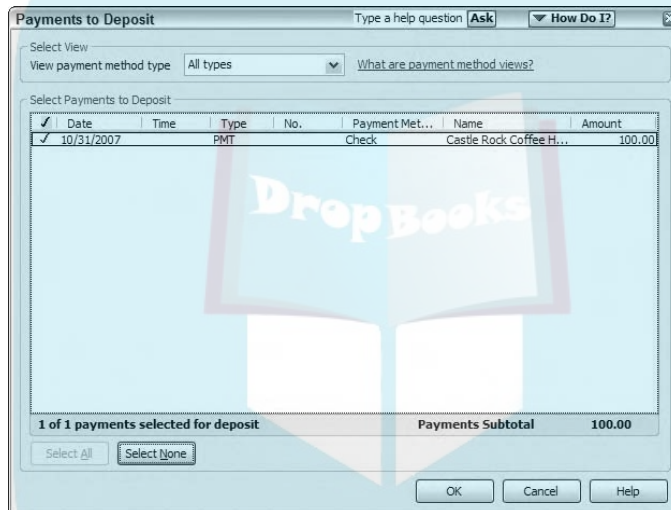 Payments to Deposit Type a help question Ask How Do I?
Select View
View payment method type All types What are payment method views?
Select Payments to Deposit
✓ Date Time Type No. Payment Met... Name Amount
✓ 10/31/2007 PMT Check Castle Rock Coffee H... 100.00
DropBooks
1 of 1 payments selected for deposit Payments Subtotal 100.00
Select All Select None
OK Cancel Help